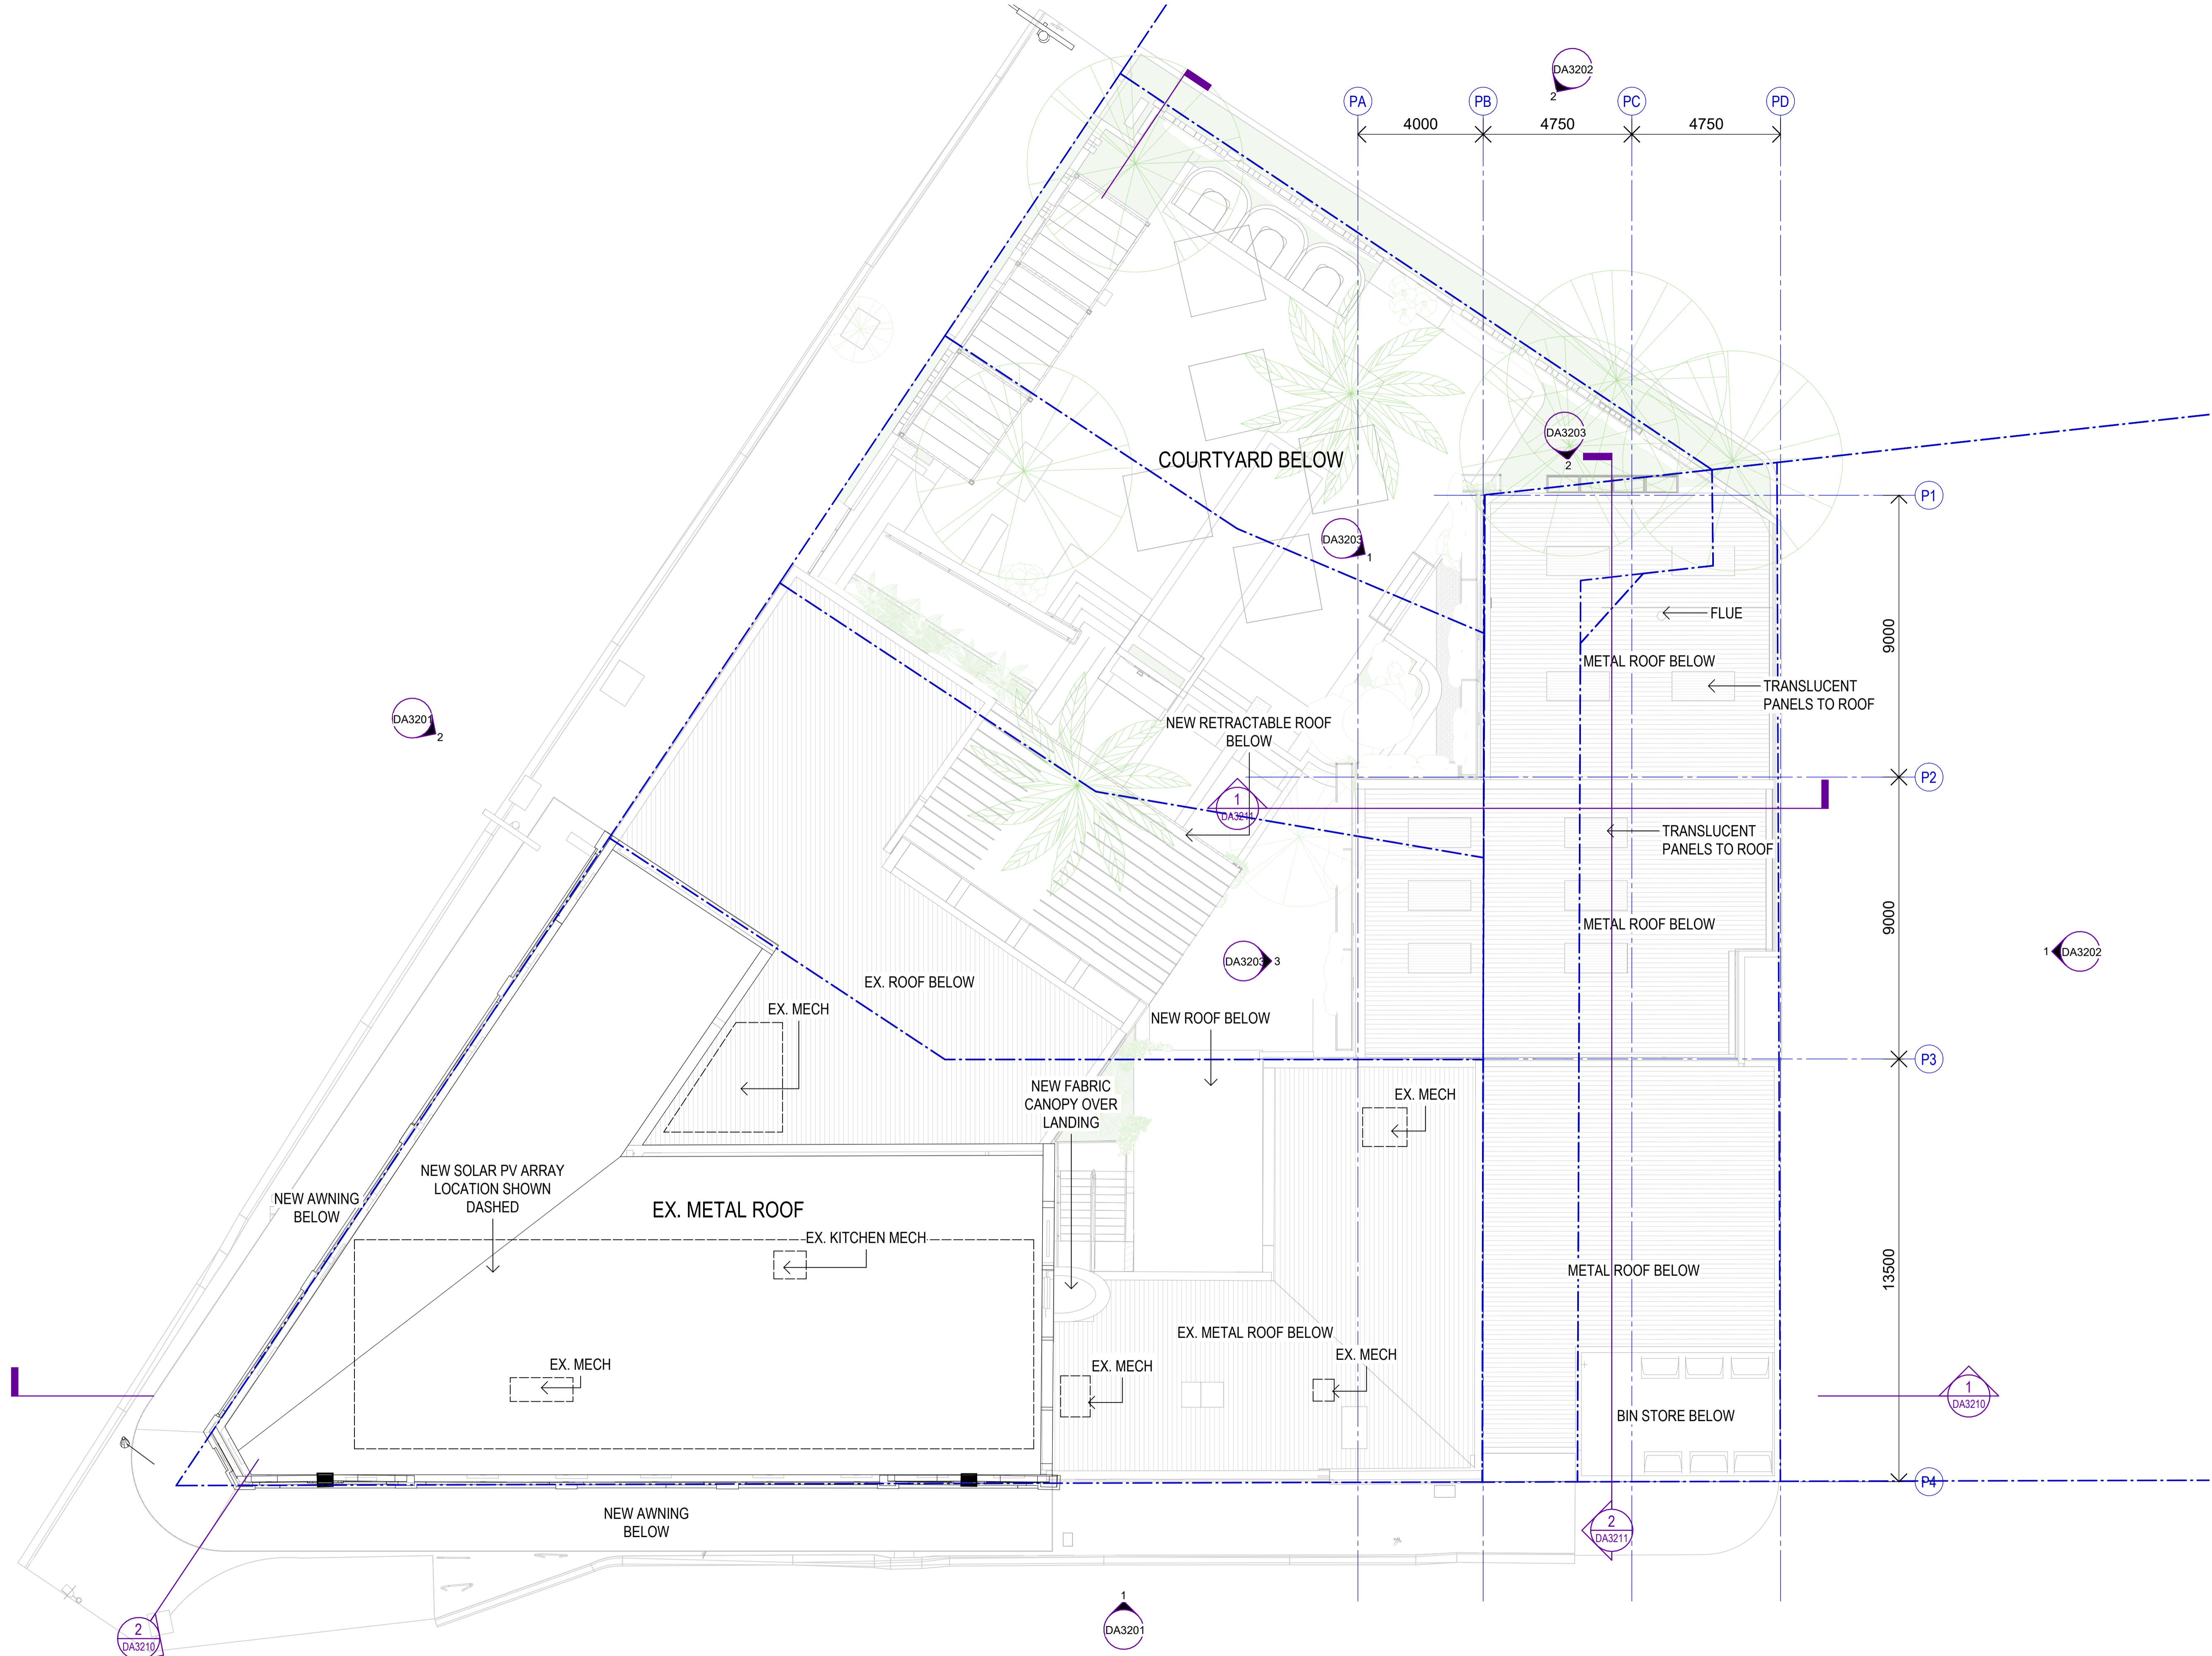 DA3202
2
PA
PB
PC
PD
4000
4750
4750
DA3203
2
COURTYARD BELOW
P1
DA3203
1
FLUE
9000
METAL ROOF BELOW
TRANSLUCENT
PANELS TO ROOF
DA3201
2
NEW RETRACTABLE ROOF
BELOW
P2
1
DA3211
TRANSLUCENT
PANELS TO ROOF
METAL ROOF BELOW
9000
DA3203
3
1
DA3202
EX. ROOF BELOW
EX. MECH
NEW ROOF BELOW
P3
NEW FABRIC
CANOPY OVER
LANDING
EX. MECH
NEW SOLAR PV ARRAY
LOCATION SHOWN
DASHED
NEW AWNING
BELOW
EX. METAL ROOF
EX. KITCHEN MECH
METAL ROOF BELOW
13500
EX. METAL ROOF BELOW
EX. MECH
EX. MECH
EX. MECH
1
DA3210
BIN STORE BELOW
P4
NEW AWNING
BELOW
2
DA3211
1
DA3201
2
DA3210